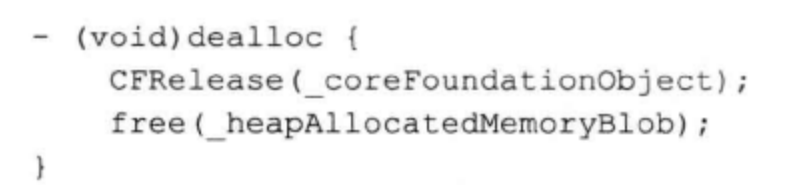 - (void)dealloc {
    CFRelease(_coreFoundationObject);
    free(_heapAllocatedMemoryBlob);
}